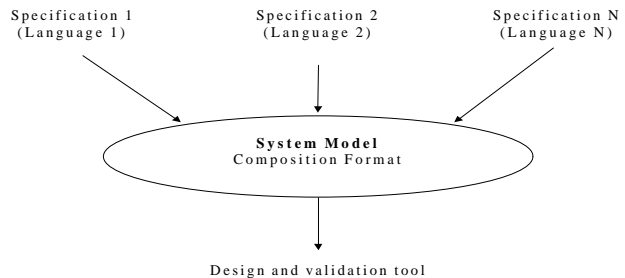 Specification 1
(Language 1)
Specification 2
(Language 2)
Specification N
(Language N)
System Model
Composition Format
Design and validation tool